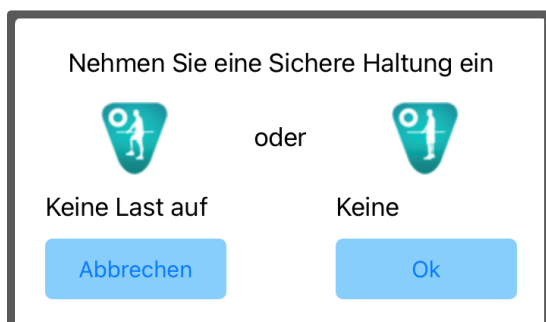 Nehmen Sie eine Sichere Haltung ein
oder
Keine Last auf
Keine
Abbrechen
Ok